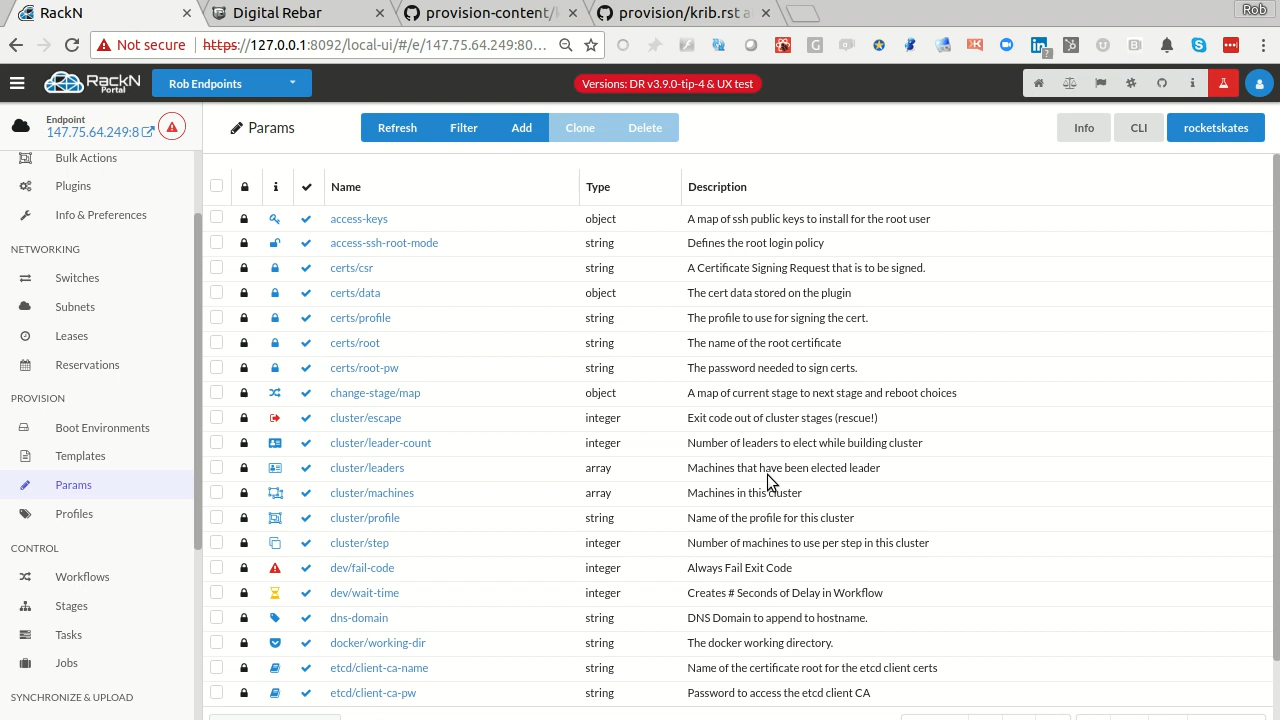 RackN
Digital Rebar
provision-content/
provision/krib.rst a
Rob
Not secure
https://127.0.0.1:8092/local-ui/#/e/147.75.64.249:80...
RackN
Portal
Rob Endpoints
Versions: DR v3.9.0-tip-4 & UX test
Endpoint
147.75.64.249:8
Params
Refresh
Filter
Add
Clone
Delete
Info
CLI
rocketskates
Bulk Actions
Plugins
Info & Preferences
NETWORKING
Switches
Subnets
Leases
Reservations
PROVISION
Boot Environments
Templates
Params
Profiles
CONTROL
Workflows
Stages
Tasks
Jobs
SYNCHRONIZE & UPLOAD
Name Type Description
access-keys object A map of ssh public keys to install for the root user
access-ssh-root-mode string Defines the root login policy
certs/csr string A Certificate Signing Request that is to be signed.
certs/data object The cert data stored on the plugin
certs/profile string The profile to use for signing the cert.
certs/root string The name of the root certificate
certs/root-pw string The password needed to sign certs.
change-stage/map object A map of current stage to next stage and reboot choices
cluster/escape integer Exit code out of cluster stages (rescue!)
cluster/leader-count integer Number of leaders to elect while building cluster
cluster/leaders array Machines that have been elected leader
cluster/machines array Machines in this cluster
cluster/profile string Name of the profile for this cluster
cluster/step integer Number of machines to use per step in this cluster
dev/fail-code integer Always Fail Exit Code
dev/wait-time integer Creates # Seconds of Delay in Workflow
dns-domain string DNS Domain to append to hostname.
docker/working-dir string The docker working directory.
etcd/client-ca-name string Name of the certificate root for the etcd client certs
etcd/client-ca-pw string Password to access the etcd client CA